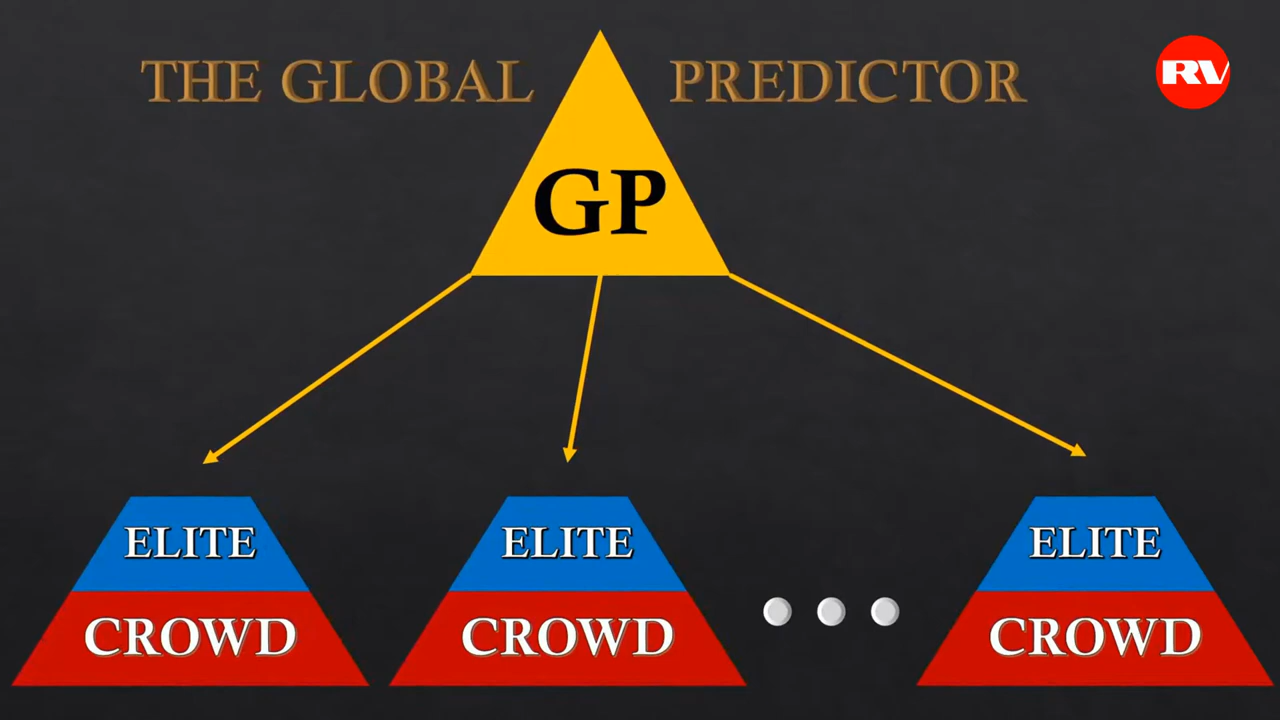 THE GLOBAL PREDICTOR
RV
GP
ELITE ELITE ELITE
CROWD CROWD CROWD